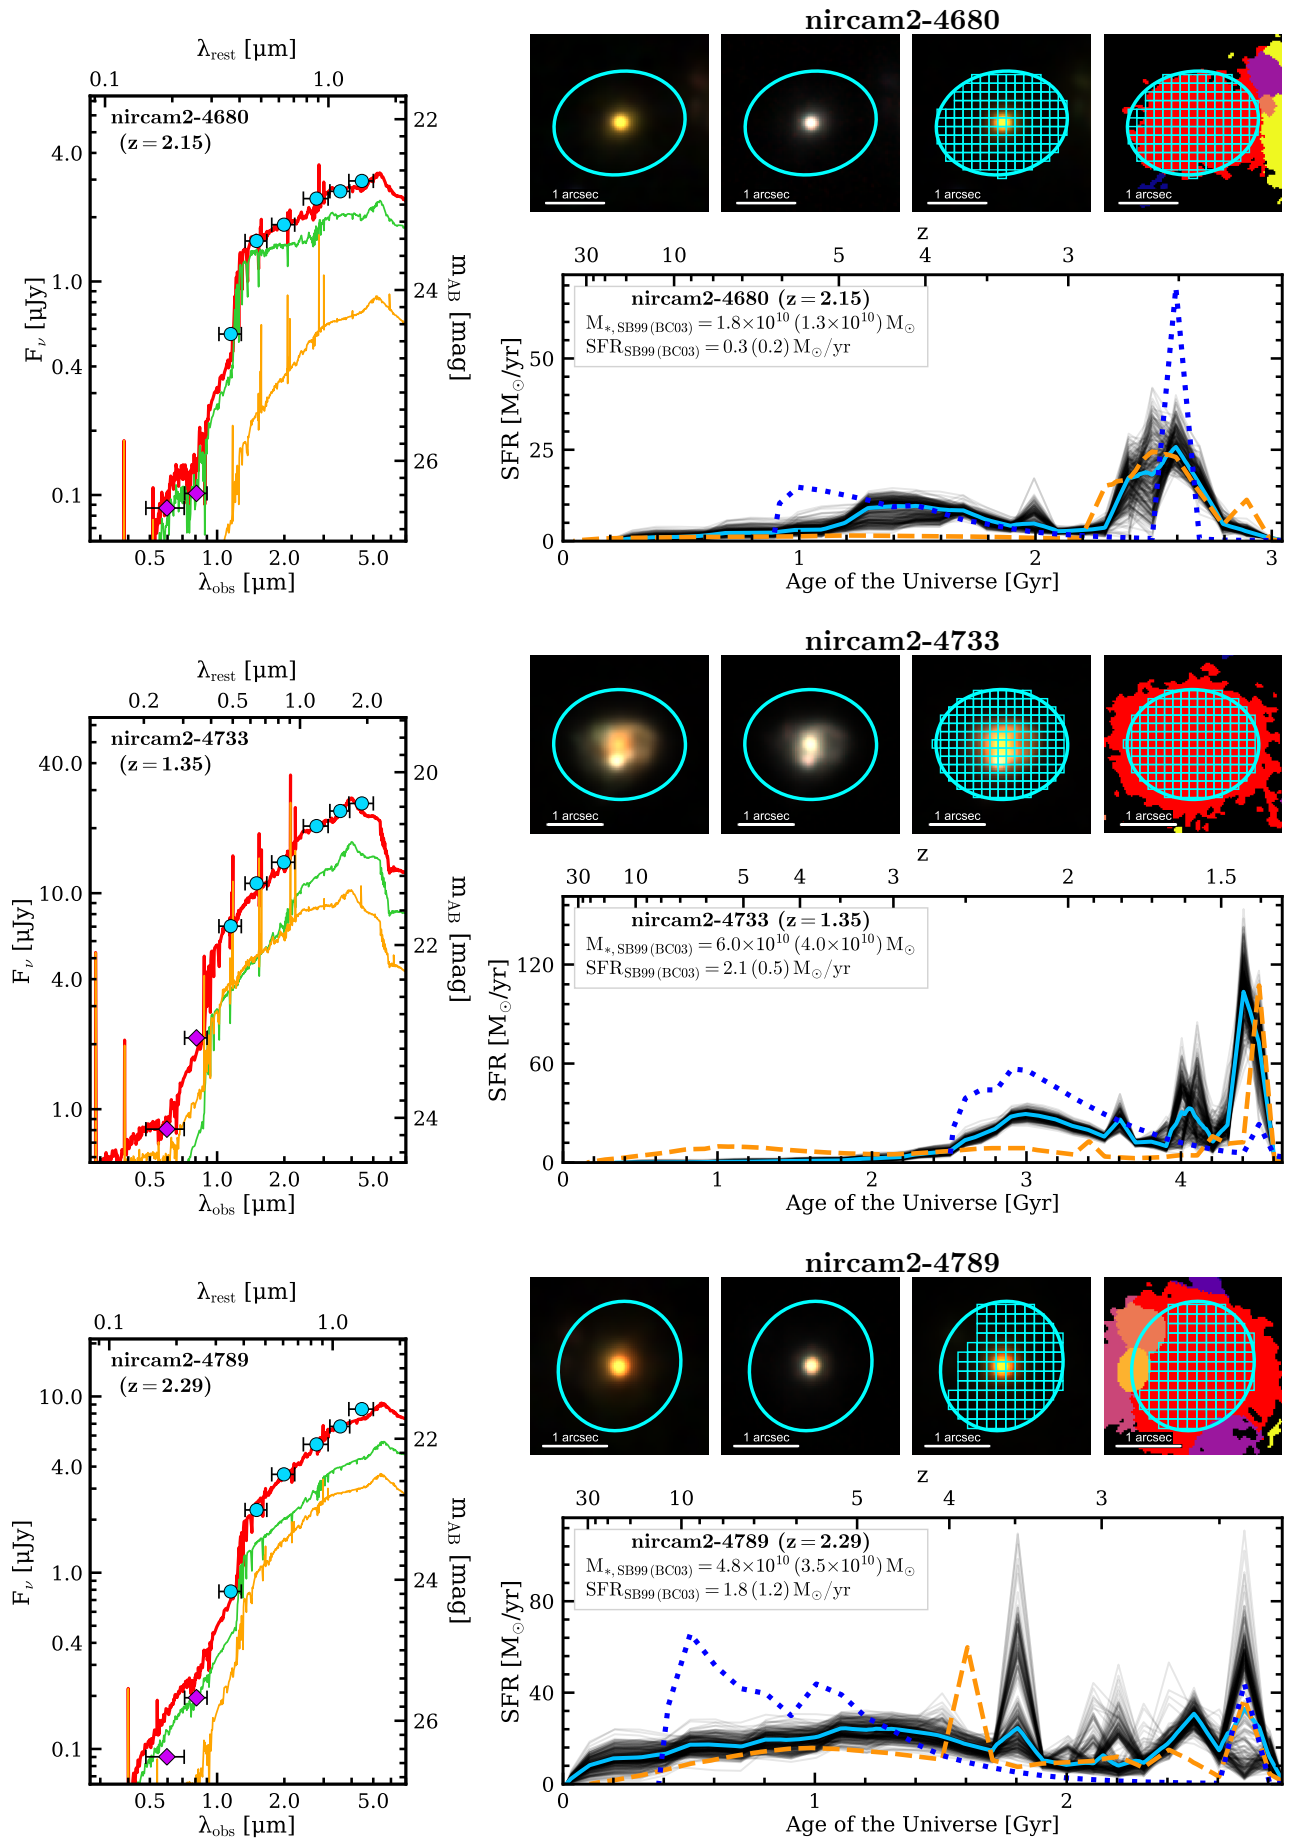 nircam2-4680
λrest [µm]
0.1 1.0
nircam2-4680
(z = 2.15)
22
24
26
4.0
1.0
0.4
0.1
Fν [µJy]
mAB [mag]
0.5 1.0 2.0 5.0
λobs [µm]
1 arcsec 1 arcsec 1 arcsec 1 arcsec
z
30 10 5 4 3
nircam2-4680 (z = 2.15)
M∗, SB99 (BC03) = 1.8×10¹⁰ (1.3×10¹⁰) M⊙
SFRSB99 (BC03) = 0.3 (0.2) M⊙/yr
SFR [M⊙/yr]
50
25
0
0 1 2 3
Age of the Universe [Gyr]
nircam2-4733
λrest [µm]
0.2 0.5 1.0 2.0
nircam2-4733
(z = 1.35)
20
22
24
40.0
10.0
4.0
1.0
Fν [µJy]
mAB [mag]
0.5 1.0 2.0 5.0
λobs [µm]
1 arcsec 1 arcsec 1 arcsec 1 arcsec
z
30 10 5 4 3 2 1.5
nircam2-4733 (z = 1.35)
M∗, SB99 (BC03) = 6.0×10¹⁰ (4.0×10¹⁰) M⊙
SFRSB99 (BC03) = 2.1 (0.5) M⊙/yr
SFR [M⊙/yr]
120
60
0
0 1 2 3 4
Age of the Universe [Gyr]
nircam2-4789
λrest [µm]
0.1 1.0
nircam2-4789
(z = 2.29)
22
24
26
10.0
4.0
1.0
0.4
0.1
Fν [µJy]
mAB [mag]
0.5 1.0 2.0 5.0
λobs [µm]
1 arcsec 1 arcsec 1 arcsec 1 arcsec
z
30 10 5 4 3
nircam2-4789 (z = 2.29)
M∗, SB99 (BC03) = 4.8×10¹⁰ (3.5×10¹⁰) M⊙
SFRSB99 (BC03) = 1.8 (1.2) M⊙/yr
SFR [M⊙/yr]
80
40
0
0 1 2
Age of the Universe [Gyr]